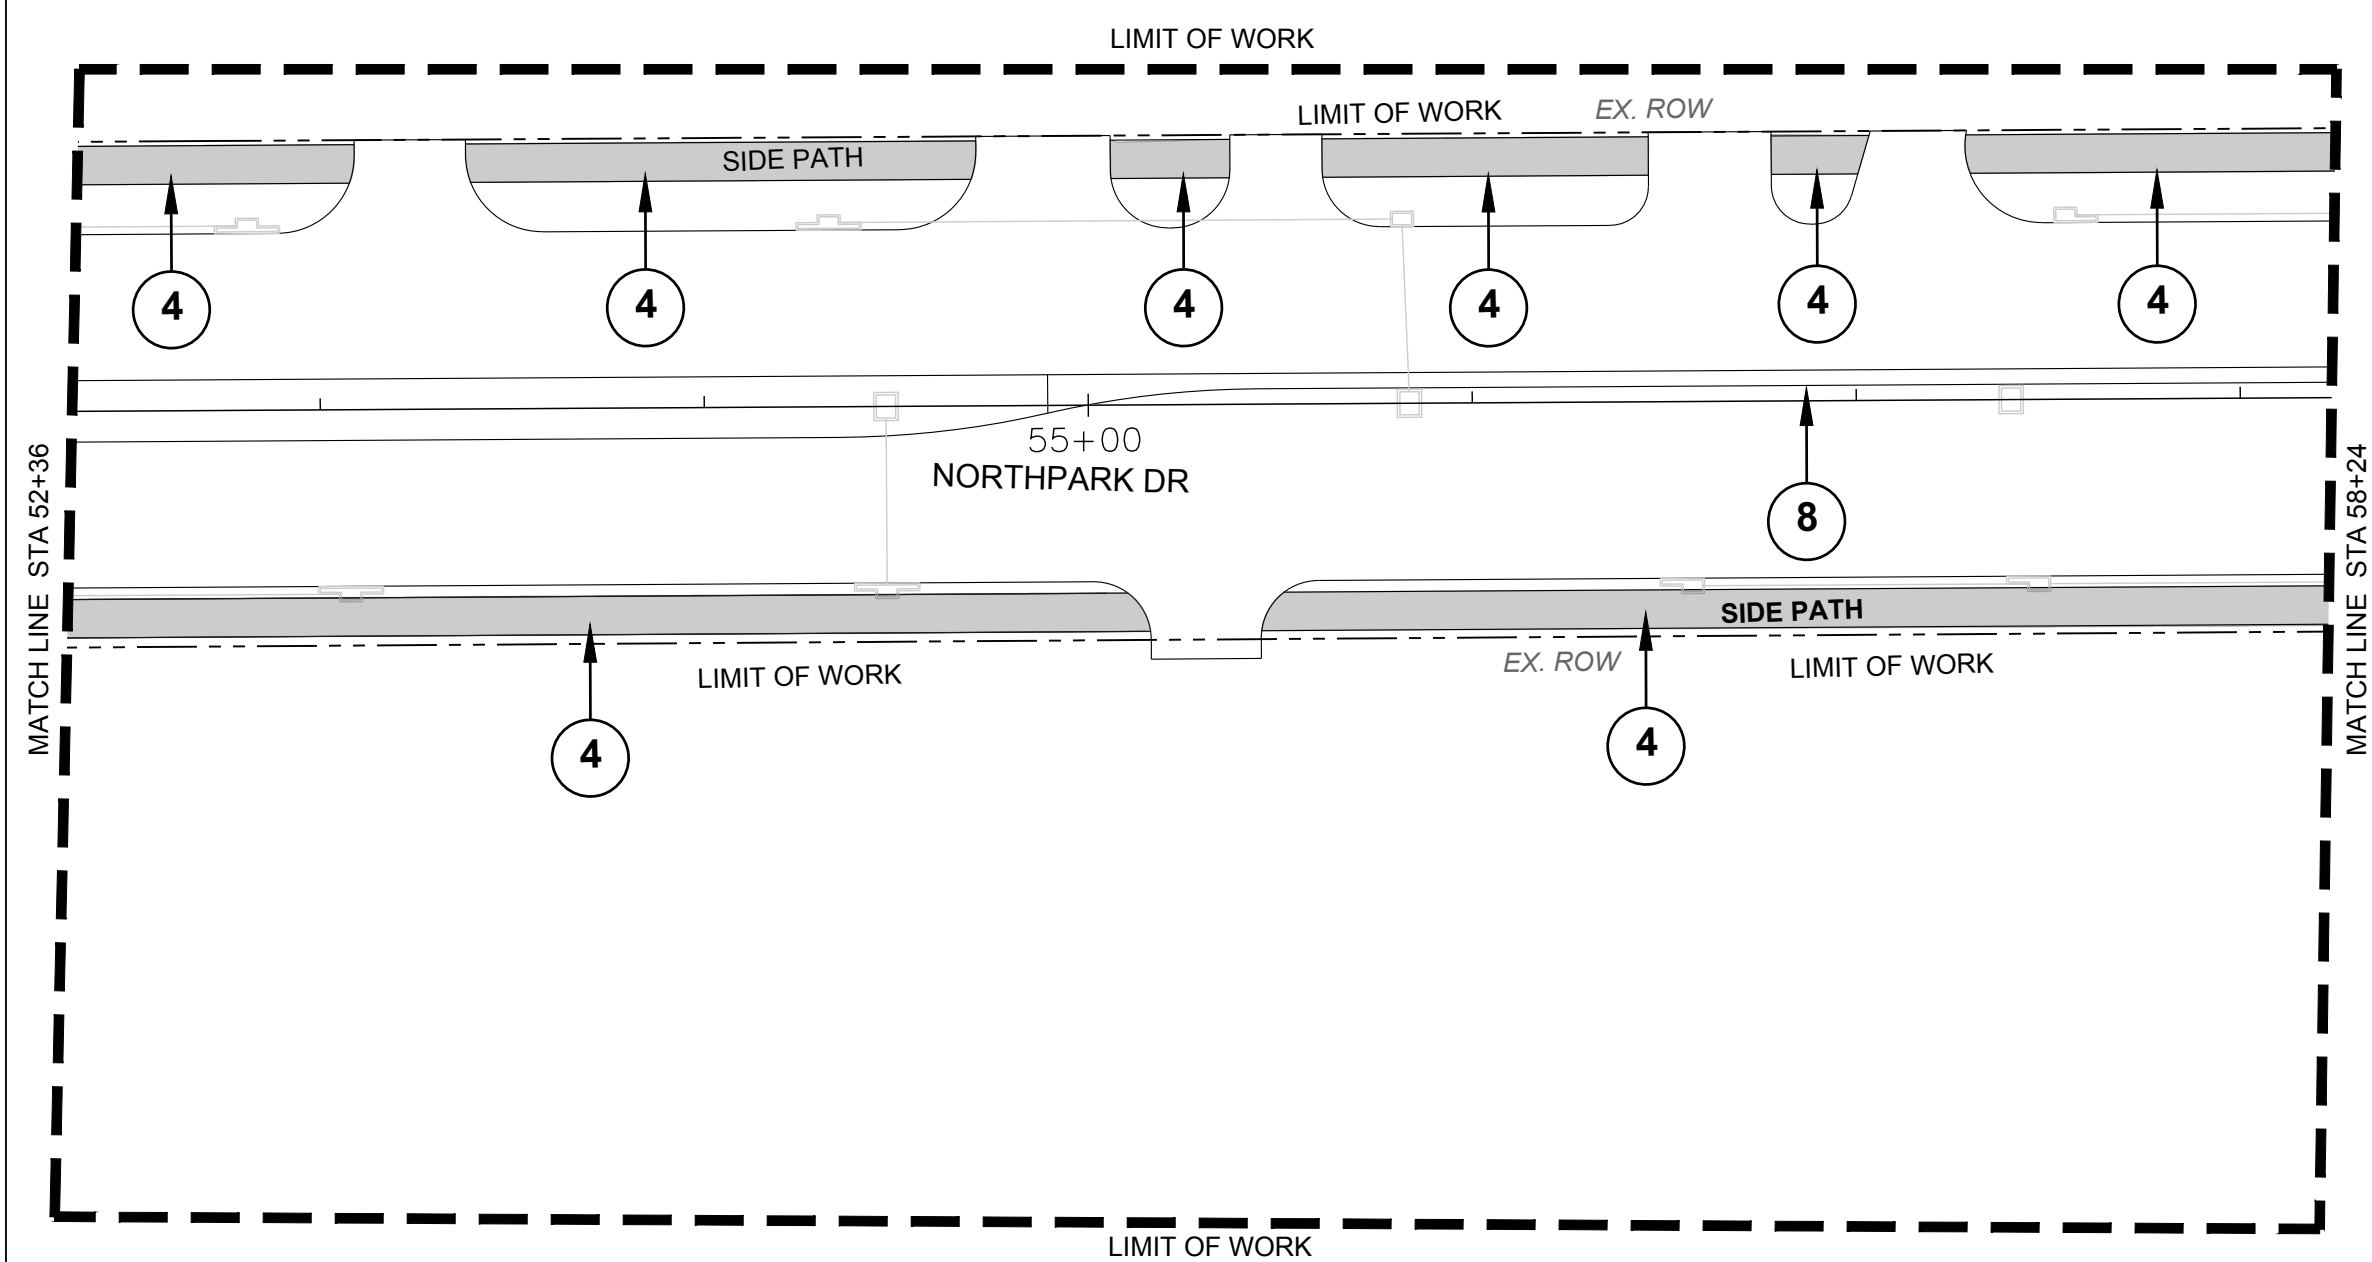 LIMIT OF WORK
LIMIT OF WORK
EX. ROW
SIDE PATH
4
4
4
4
4
4
55+00
NORTHPARK DR
8
MATCH LINE STA 52+36
MATCH LINE STA 58+24
SIDE PATH
LIMIT OF WORK
EX. ROW
LIMIT OF WORK
4
4
LIMIT OF WORK